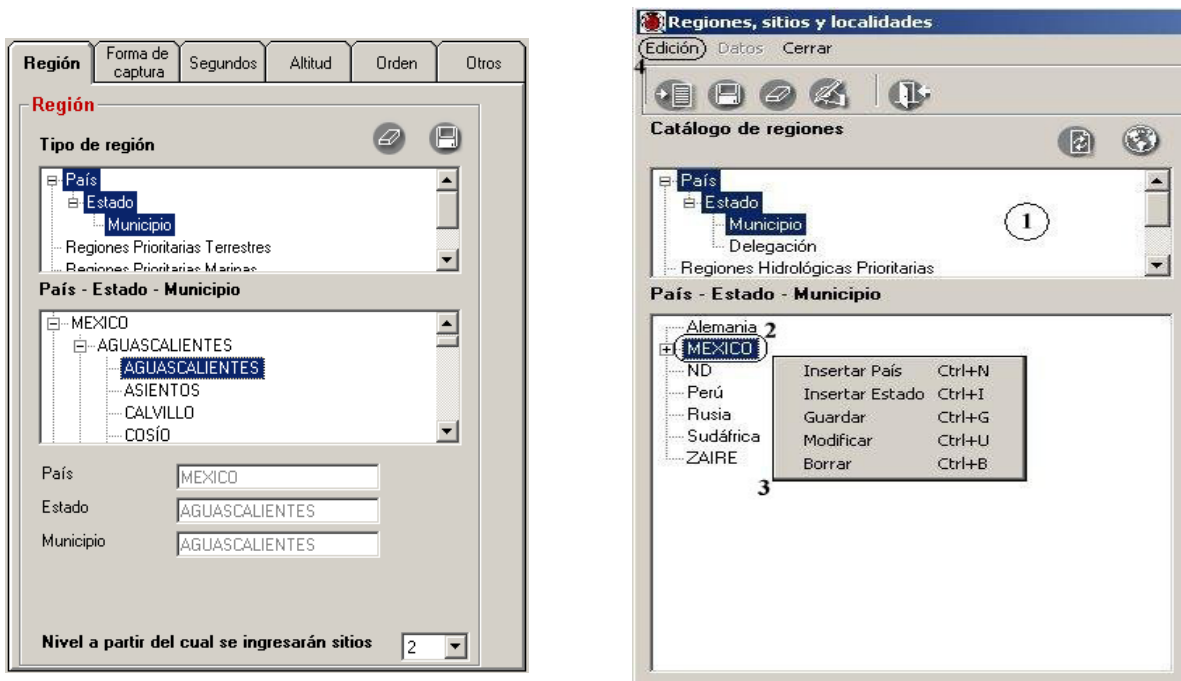 Región
Forma de captura
Segundos
Altitud
Orden
Otros
Región
Tipo de región
País
Estado
Municipio
Regiones Prioritarias Terrestres
Regiones Prioritarias Marinas
País - Estado - Municipio
MEXICO
AGUASCALIENTES
AGUASCALIENTES
ASIENTOS
CALVILLO
COSÍO
País MEXICO
Estado AGUASCALIENTES
Municipio AGUASCALIENTES
Nivel a partir del cual se ingresarán sitios 2
Regiones, sitios y localidades
Edición Datos Cerrar
4
Catálogo de regiones
País
Estado
Municipio
Delegación
Regiones Hidrológicas Prioritarias
1
País - Estado - Municipio
Alemania
2
MEXICO
ND
Perú
Rusia
Sudáfrica
ZAIRE
Insertar País Ctrl+N
Insertar Estado Ctrl+I
Guardar Ctrl+G
Modificar Ctrl+U
Borrar Ctrl+B
3